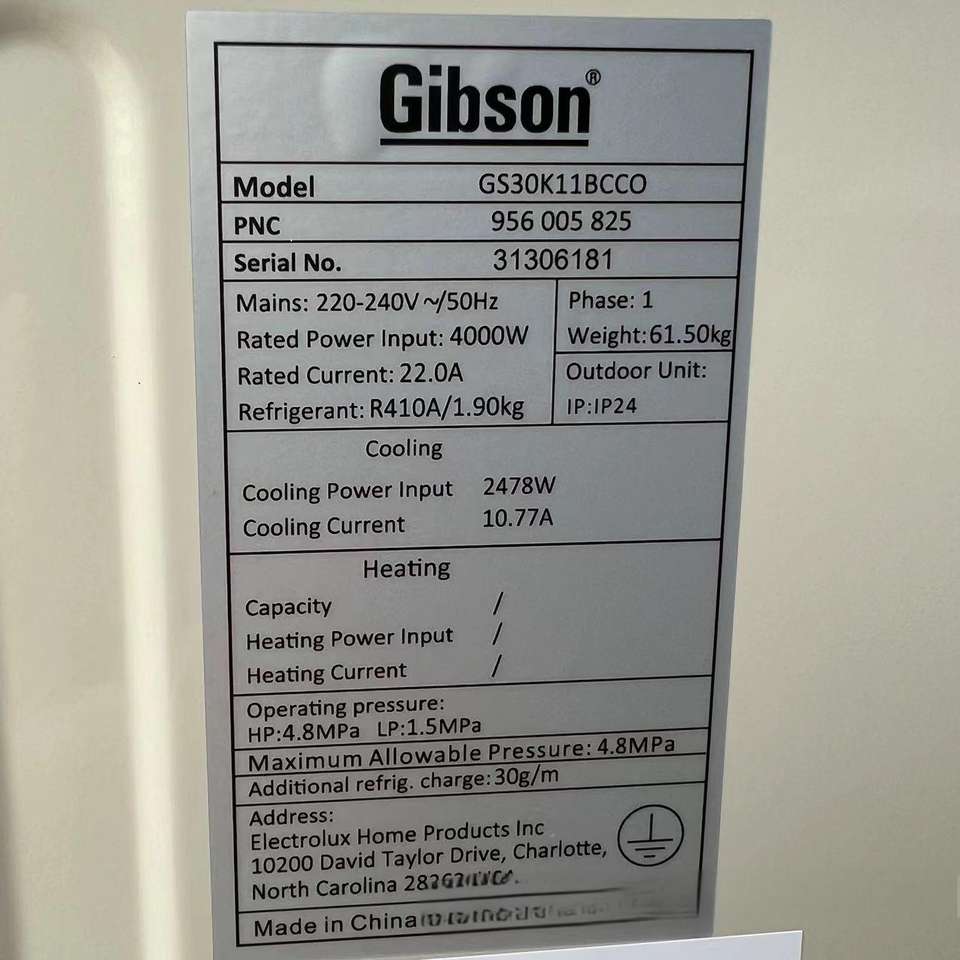 Gibson®
Model GS30K11BCCO
PNC 956 005 825
Serial No. 31306181
Mains: 220-240V~/50Hz
Rated Power Input: 4000W
Rated Current: 22.0A
Refrigerant: R410A/1.90kg
Phase: 1
Weight:61.50kg
Outdoor Unit:
IP:IP24
Cooling
Cooling Power Input 2478W
Cooling Current 10.77A
Heating
Capacity /
Heating Power Input /
Heating Current /
Operating pressure:
HP:4.8MPa LP:1.5MPa
Maximum Allowable Pressure: 4.8MPa
Additional refrig. charge:30g/m
Address:
Electrolux Home Products Inc
10200 David Taylor Drive, Charlotte,
North Carolina
Made in China